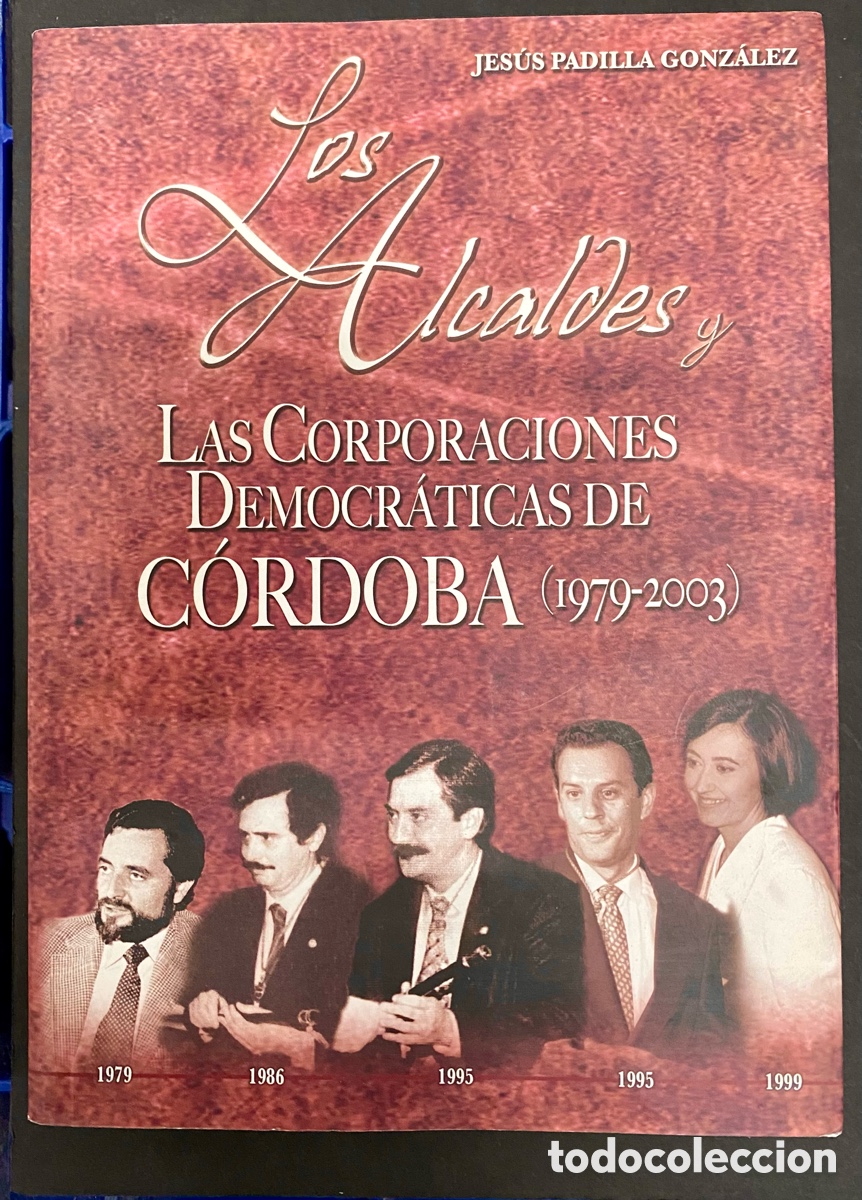 JESÚS PADILLA GONZÁLEZ
Los
Alcaldes y
LAS CORPORACIONES
DEMOCRÁTICAS DE
CÓRDOBA (1979-2003)
1979 1986 1995 1995 1999
todocoleccion